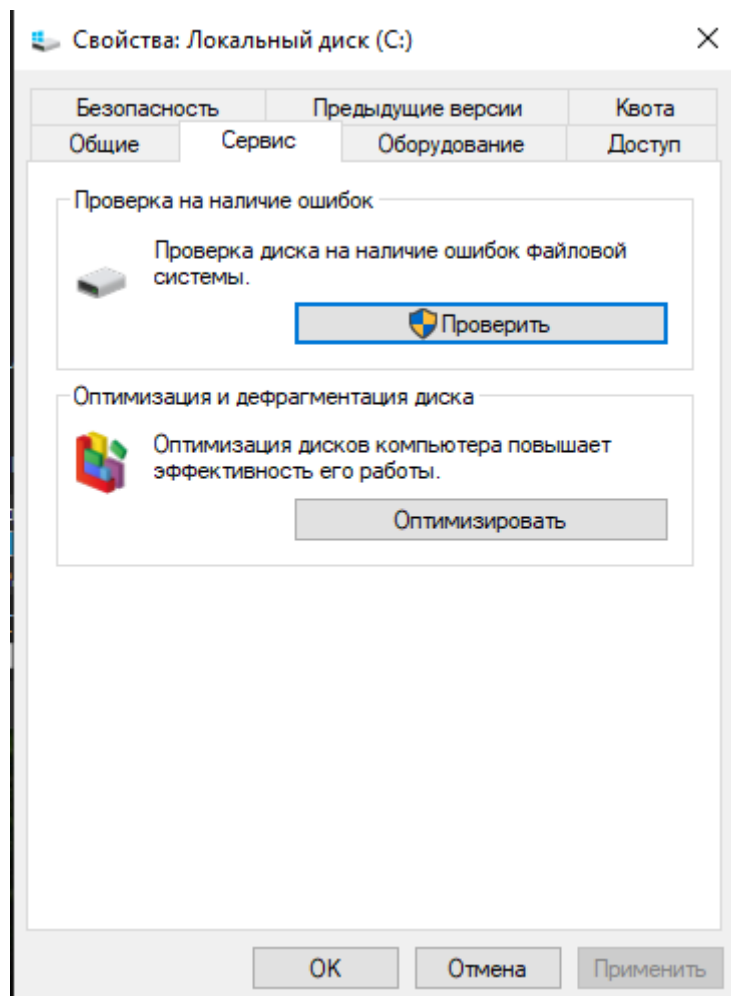 Свойства: Локальный диск (C:)
Безопасность Предыдущие версии Квота
Общие Сервис Оборудование Доступ
Проверка на наличие ошибок
Проверка диска на наличие ошибок файловой
системы.
Проверить
Оптимизация и дефрагментация диска
Оптимизация дисков компьютера повышает
эффективность его работы.
Оптимизировать
ОК Отмена Применить